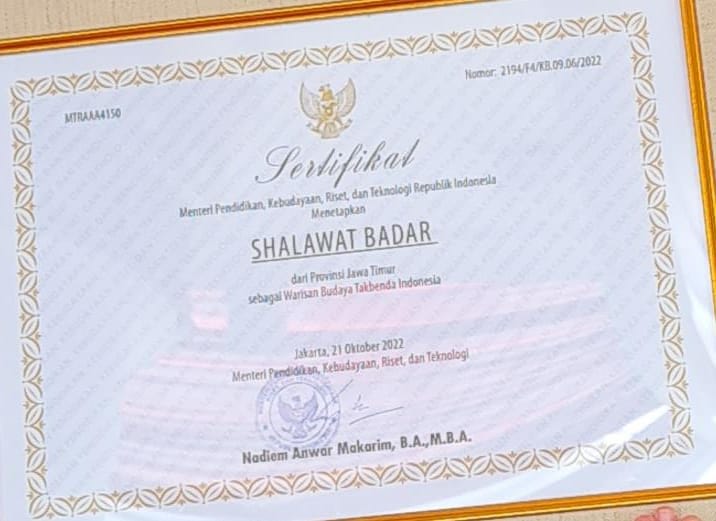 Nomor: 2194/F4/KB.09.06/2022
MTRAAA4150
Sertifikat
Menteri Pendidikan, Kebudayaan, Riset, dan Teknologi Republik Indonesia
Menetapkan
SHALAWAT BADAR
dari Provinsi Jawa Timur
sebagai Warisan Budaya Takbenda Indonesia
Jakarta, 21 Oktober 2022
Menteri Pendidikan, Kebudayaan, Riset, dan Teknologi
Nadiem Anwar Makarim, B.A.,M.B.A.